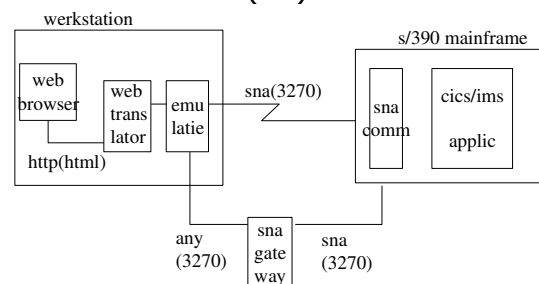 werkstation
s/390 mainframe
web
browser
web
trans
lator
emu
latie
http(html)
sna(3270)
sna
comm
cics/ims
applic
any
(3270)
sna
gate
way
sna
(3270)